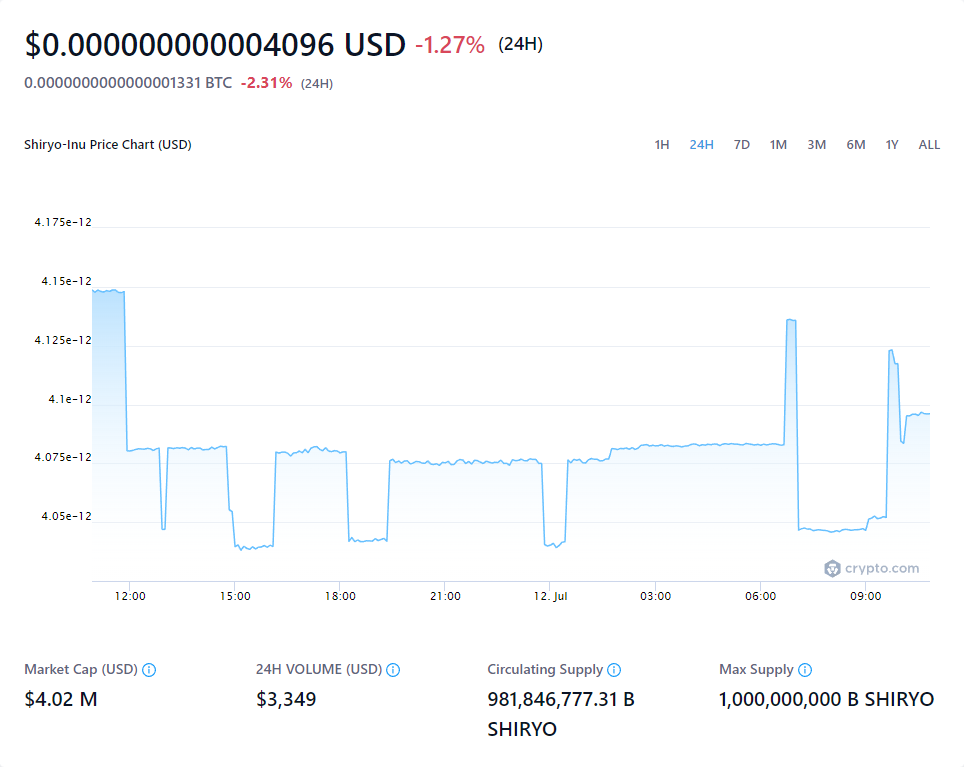 $0.000000000004096 USD -1.27% (24H)
0.0000000000000001331 BTC -2.31% (24H)
Shiryo-Inu Price Chart (USD)
1H 24H 7D 1M 3M 6M 1Y ALL
4.175e-12
4.15e-12
4.125e-12
4.1e-12
4.075e-12
4.05e-12
crypto.com
12:00 15:00 18:00 21:00 12. Jul 03:00 06:00 09:00
Market Cap (USD) 24H VOLUME (USD) Circulating Supply Max Supply
$4.02 M $3,349 981,846,777.31 B 1,000,000,000 B SHIRYO
SHIRYO